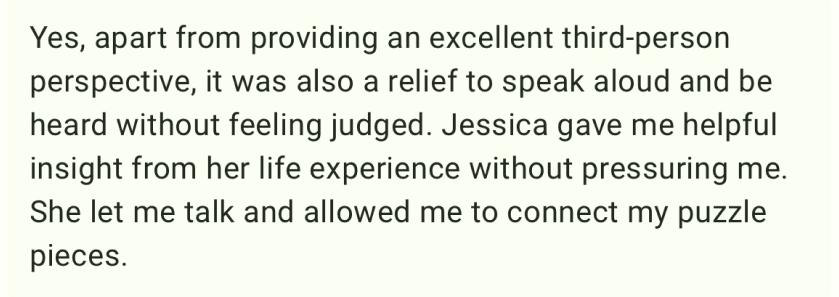 Yes, apart from providing an excellent third-person
perspective, it was also a relief to speak aloud and be
heard without feeling judged. Jessica gave me helpful
insight from her life experience without pressuring me.
She let me talk and allowed me to connect my puzzle
pieces.